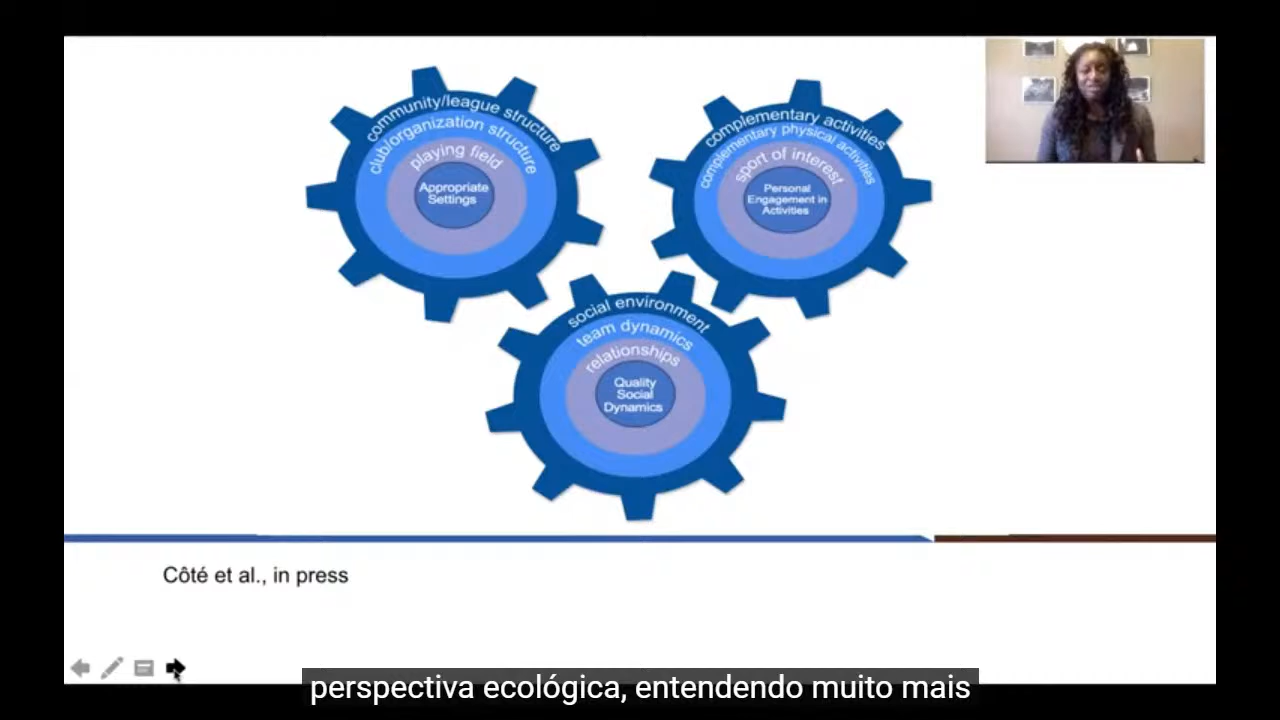 community/league structure
club/organization structure
playing field
Appropriate
Settings
complementary activities
complementary physical activities
sport of interest
Personal
Engagement in
Activities
social environment
team dynamics
relationships
Quality
Social
Dynamics
Côté et al., in press
perspectiva ecológica, entendendo muito mais